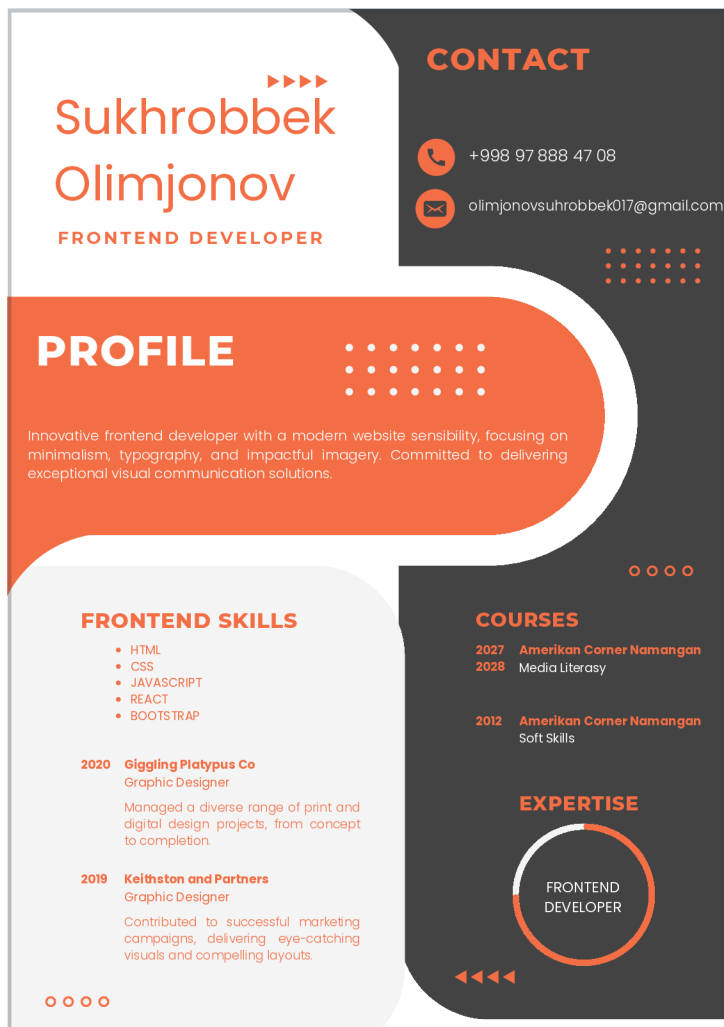 Sukhrobbek
Olimjonov
FRONTEND DEVELOPER
CONTACT
+998 97 888 47 08
olimjonovsuhrobbek017@gmail.com
PROFILE
Innovative frontend developer with a modern website sensibility, focusing on
minimalism, typography, and impactful imagery. Committed to delivering
exceptional visual communication solutions.
FRONTEND SKILLS
• HTML
• CSS
• JAVASCRIPT
• REACT
• BOOTSTRAP
2020 Giggling Platypus Co
Graphic Designer
Managed a diverse range of print and
digital design projects, from concept
to completion.
2019 Keithston and Partners
Graphic Designer
Contributed to successful marketing
campaigns, delivering eye-catching
visuals and compelling layouts.
COURSES
2027 Amerikan Corner Namangan
2028 Media Literasy
2012 Amerikan Corner Namangan
Soft Skills
EXPERTISE
FRONTEND
DEVELOPER